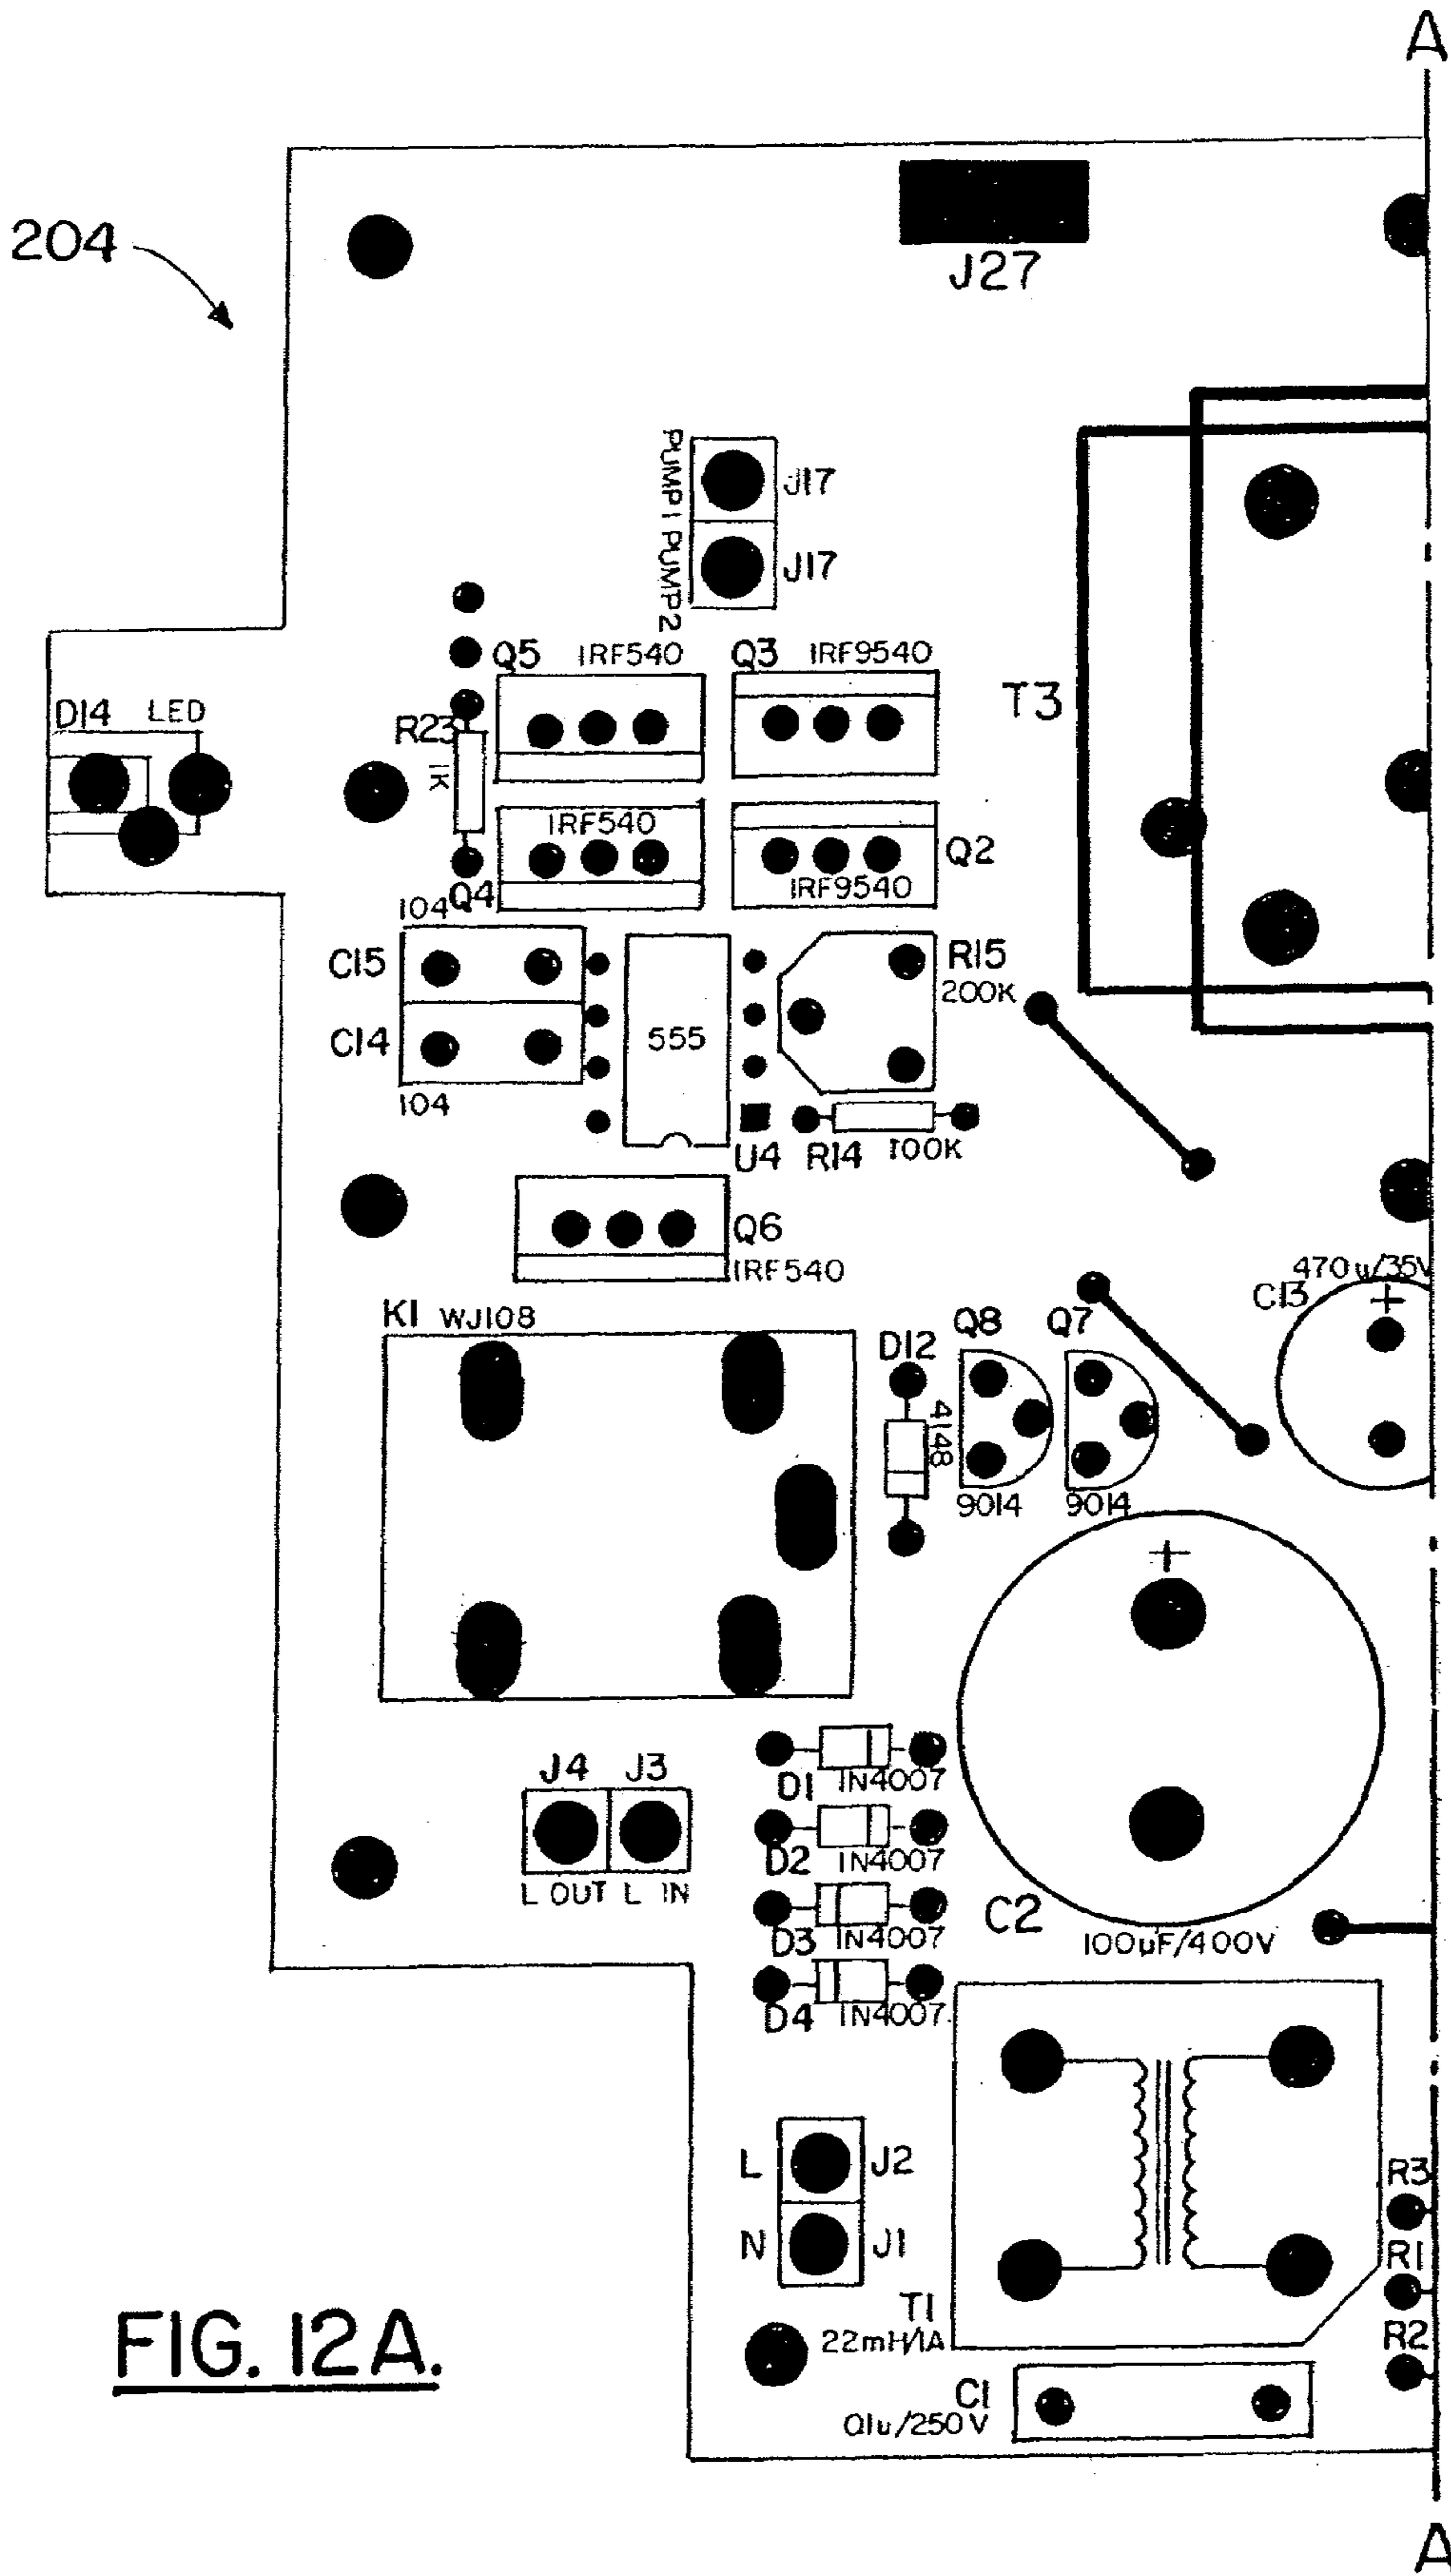 A
204
J27
PUMP1 PUMP2
J17
J17
Q5 IRF540 Q3 IRF9540
T3
D14 LED
R23
1K
IRF540
Q2
IRF9540
Q4
104
C15
R15
200K
C14
555
104
U4 R14 100K
Q6
IRF540
470u/35V
C13
+
K1 WJ108
Q8 Q7
D12
4148
9014 9014
+
J4 J3
D1 IN4007
D2 IN4007
L OUT L IN
C2
D3 IN4007
100µF/400V
D4 IN4007
L J2
R3
N J1
R1
T1
22mH/1A
R2
C1
Q1u/250V
FIG. 12A.
A